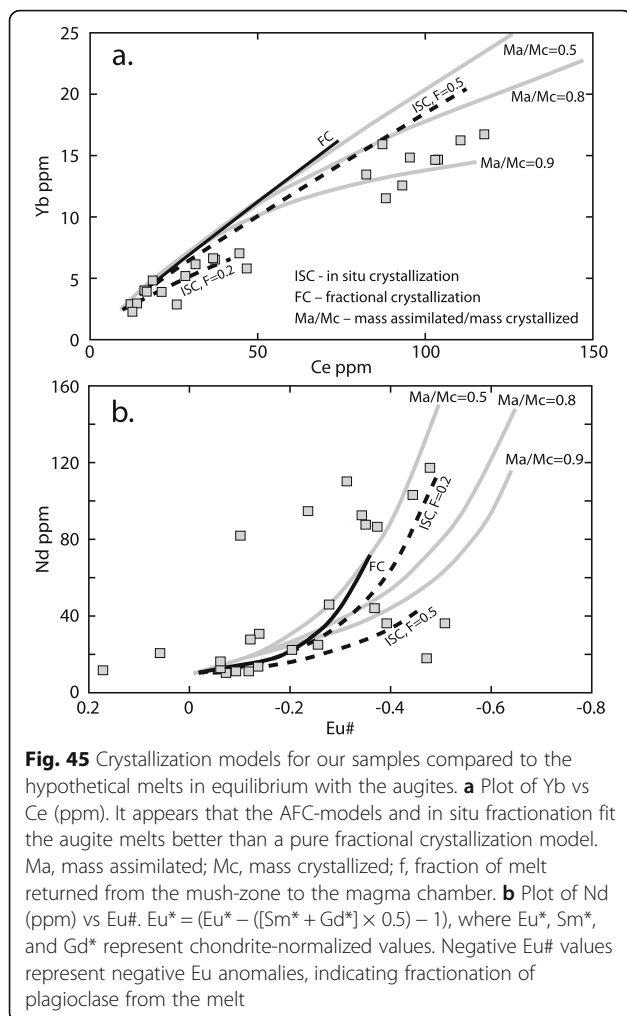 a.
25
20
15
10
5
0
Yb ppm
0
50
100
150
Ce ppm
FC
ISC, F=0.5
ISC, F=0.2
Ma/Mc=0.5
Ma/Mc=0.8
Ma/Mc=0.9
ISC - in situ crystallization
FC – fractional crystallization
Ma/Mc – mass assimilated/mass crystallized
b.
160
120
80
40
0
Nd ppm
0.2
0
-0.2
-0.4
-0.6
-0.8
Eu#
Ma/Mc=0.5
Ma/Mc=0.8
Ma/Mc=0.9
ISC, F=0.2
FC
ISC, F=0.5
Fig. 45 Crystallization models for our samples compared to the
hypothetical melts in equilibrium with the augites. a Plot of Yb vs
Ce (ppm). It appears that the AFC-models and in situ fractionation fit
the augite melts better than a pure fractional crystallization model.
Ma, mass assimilated; Mc, mass crystallized; f, fraction of melt
returned from the mush-zone to the magma chamber. b Plot of Nd
(ppm) vs Eu#. Eu* = (Eu* − ([Sm* + Gd*] × 0.5) − 1), where Eu*, Sm*,
and Gd* represent chondrite-normalized values. Negative Eu# values
represent negative Eu anomalies, indicating fractionation of
plagioclase from the melt